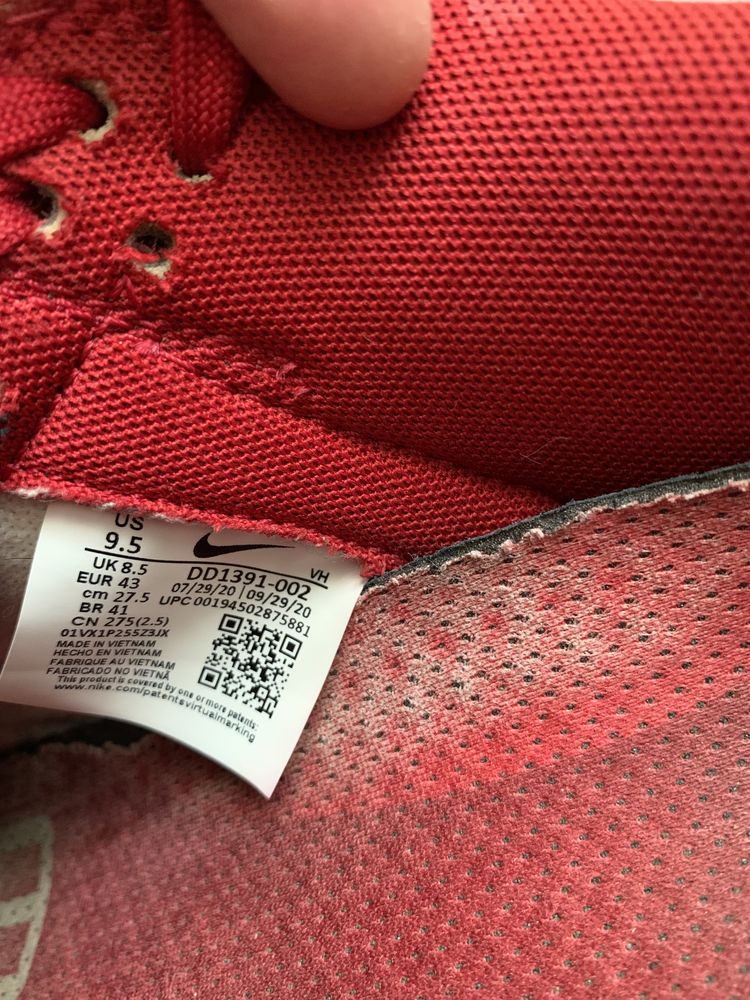 US
9.5
UK 8.5
EUR 43
cm 27.5
BR 41
CN 275(2.5)
VH
DD1391-002
07/29/20 09/29/20
UPC 00194502875881
01VX1P255Z3JX
MADE IN VIETNAM
HECHO EN VIETNAM
FABRIQUE AU VIETNAM
FABRICADO NO VIETNÃ
This product is covered by one or more patents:
www.nike.com/patentsvirtualmarking